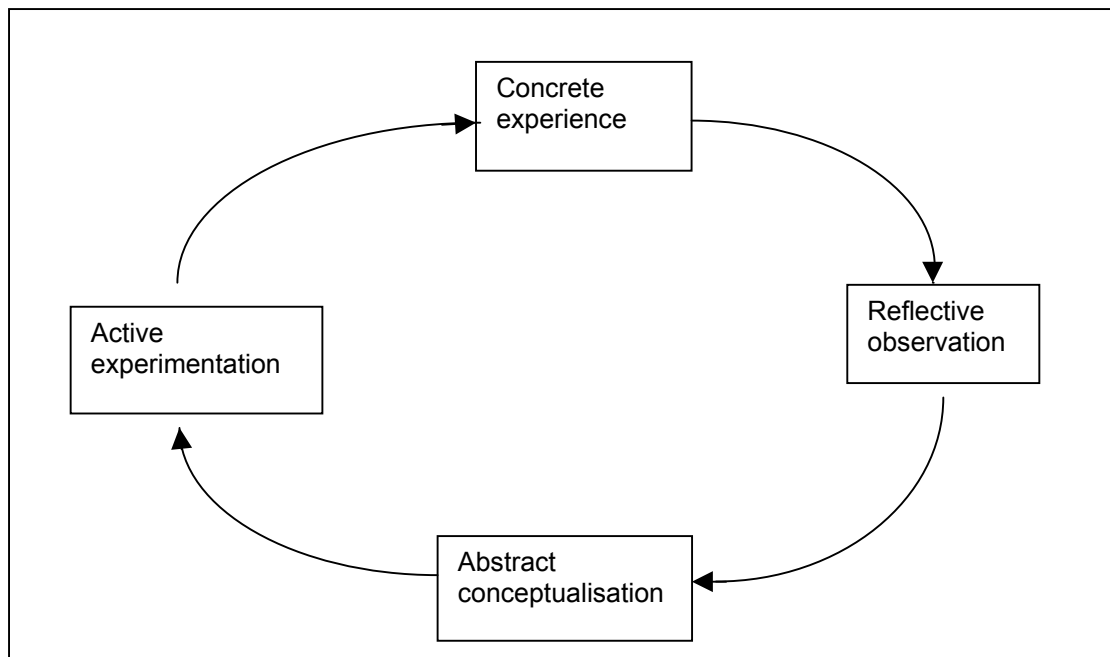 Concrete
experience
Reflective
observation
Abstract
conceptualisation
Active
experimentation